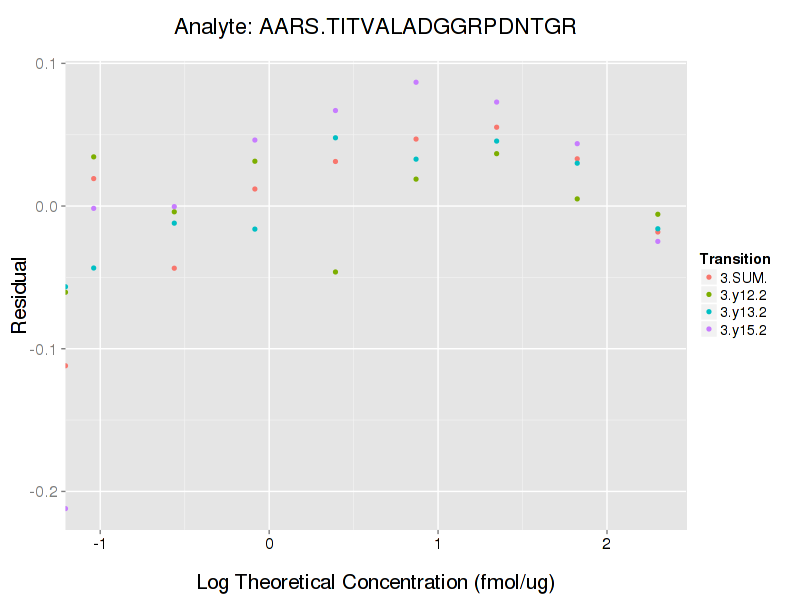 Analyte: AARS.TITVALADGGRPDNTGR
0.1
0.0
-0.1
-0.2
Residual
-1
0
1
2
Log Theoretical Concentration (fmol/ug)
Transition
3.SUM.
3.y12.2
3.y13.2
3.y15.2